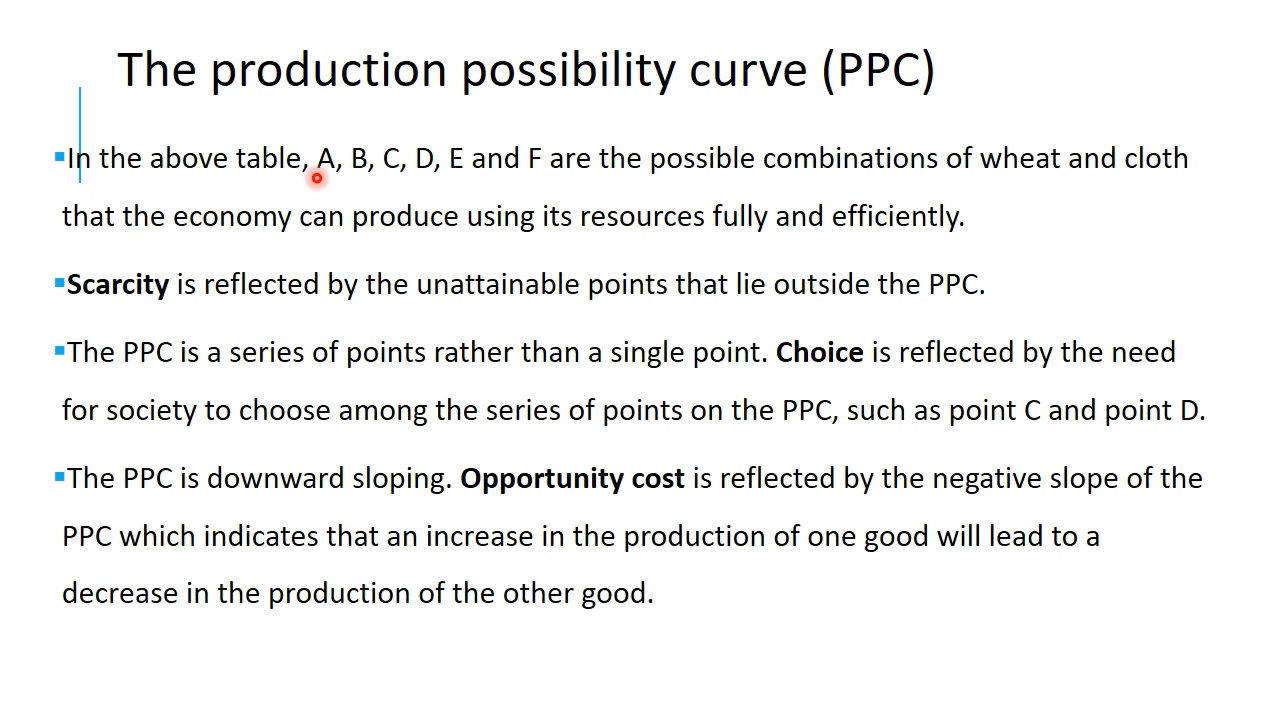 The production possibility curve (PPC)
▪In the above table, A, B, C, D, E and F are the possible combinations of wheat and cloth
that the economy can produce using its resources fully and efficiently.
▪Scarcity is reflected by the unattainable points that lie outside the PPC.
▪The PPC is a series of points rather than a single point. Choice is reflected by the need
for society to choose among the series of points on the PPC, such as point C and point D.
▪The PPC is downward sloping. Opportunity cost is reflected by the negative slope of the
PPC which indicates that an increase in the production of one good will lead to a
decrease in the production of the other good.